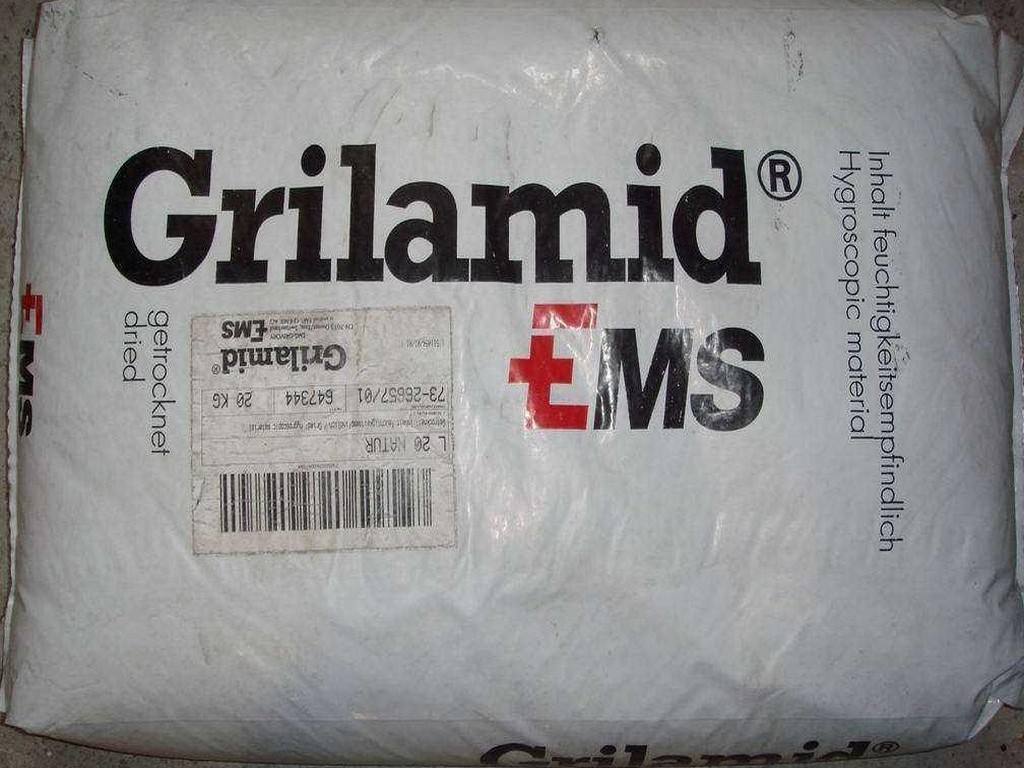 Grilamid®
EMS
Inhalt feuchtigkeitsempfindlich
Hygroscopic material
getrocknet
dried
EMS
Grilamid®
EMS
73-26657/01 647344 20 KG
L 20 NATUR
Grilamid®